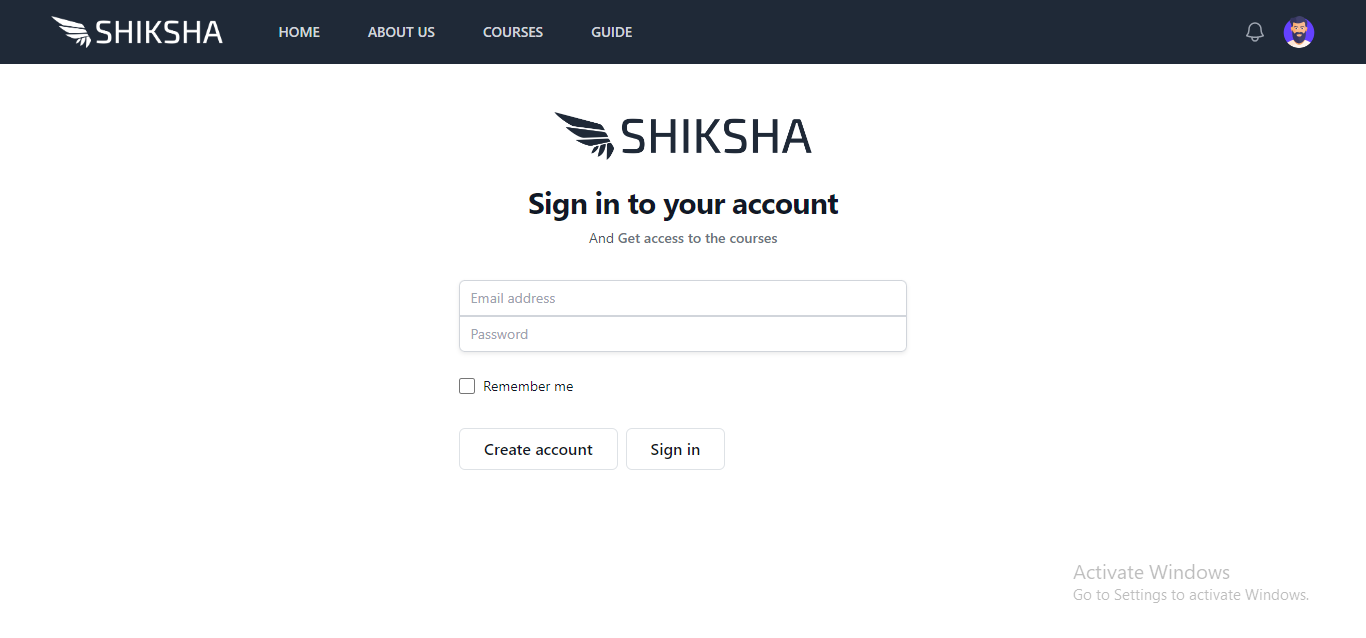 SHIKSHA HOME ABOUT US COURSES GUIDE
SHIKSHA
Sign in to your account
And Get access to the courses
Email address
Password
Remember me
Create account Sign in
Activate Windows
Go to Settings to activate Windows.